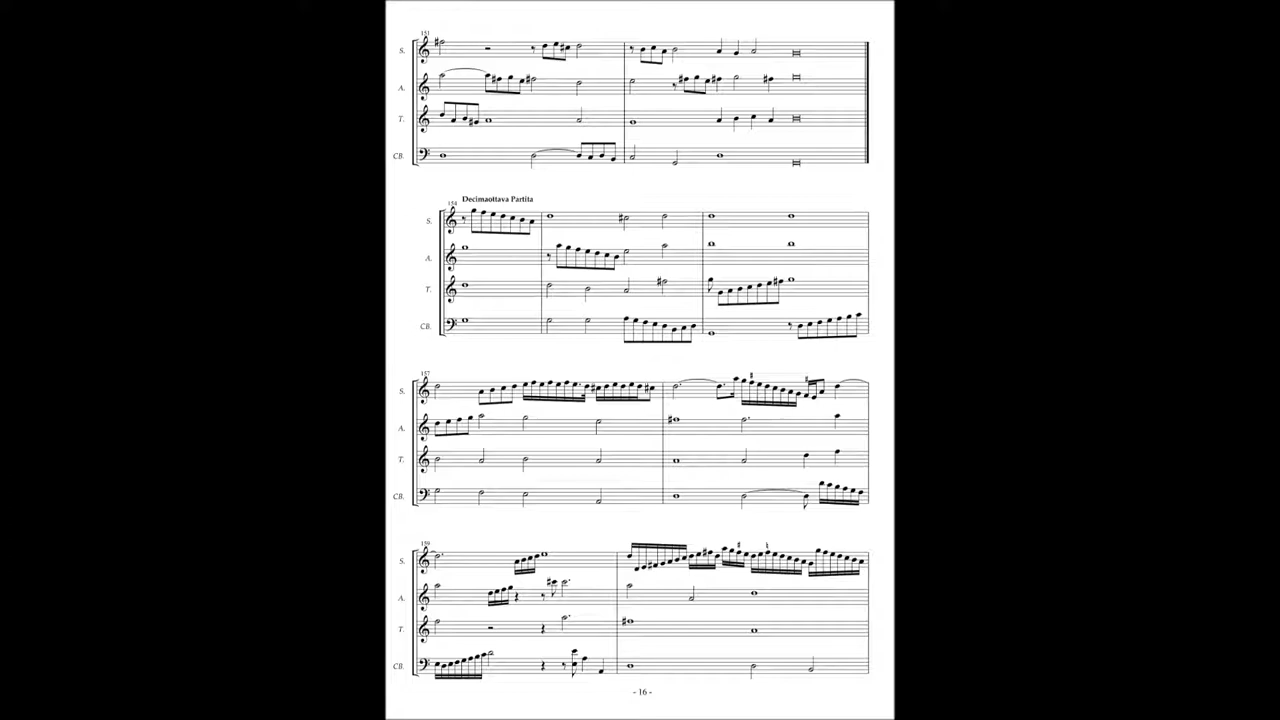 151
S.
A.
T.
CB.
154 Decimaottava Partita
S.
A.
T.
CB.
157
S.
A.
T.
CB.
159
S.
A.
T.
CB.
- 16 -